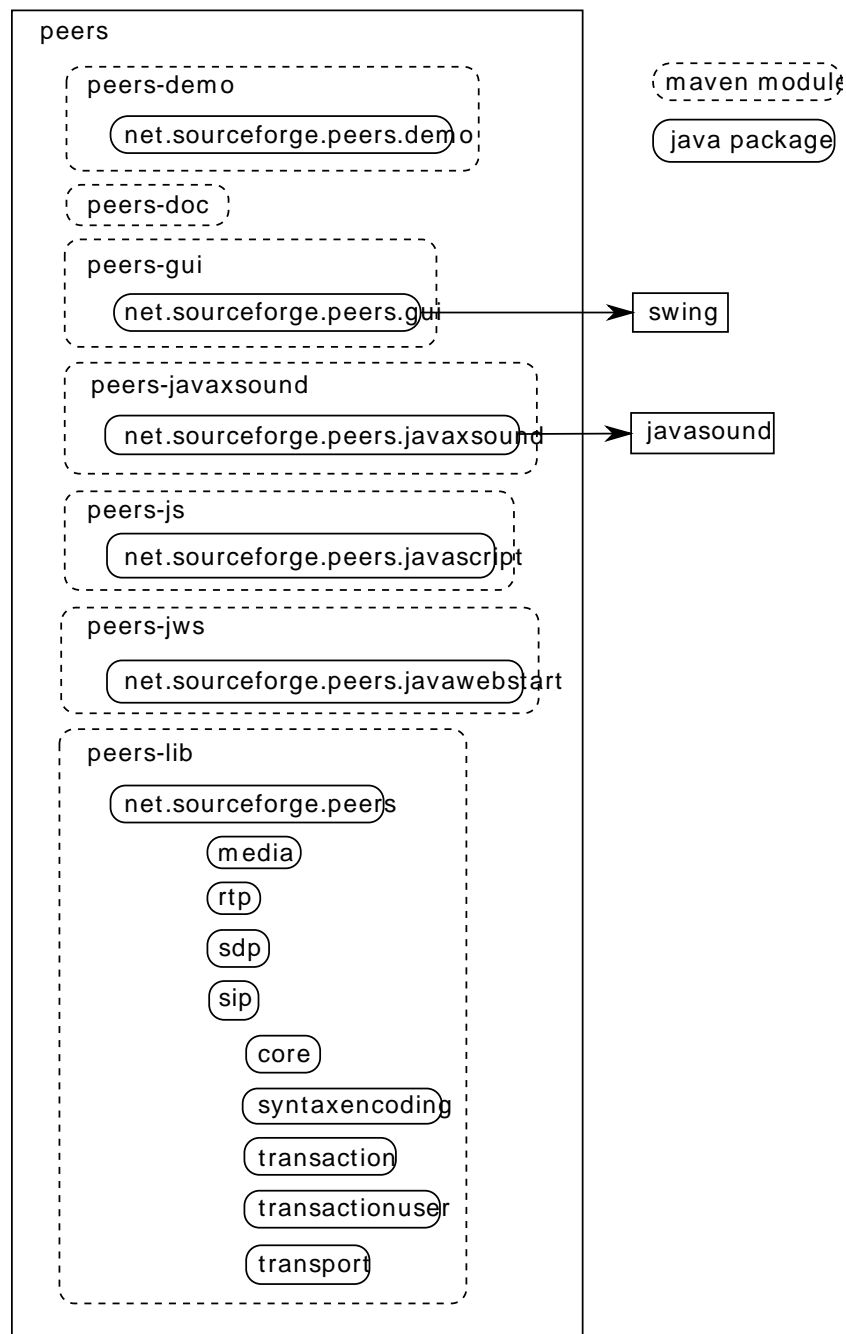 peers
peers-demo
maven module
net.sourceforge.peers.demo
java package
peers-doc
peers-gui
net.sourceforge.peers.gui
swing
peers-javaxsound
net.sourceforge.peers.javaxsound
javasound
peers-js
net.sourceforge.peers.javascript
peers-jws
net.sourceforge.peers.javawebstart
peers-lib
net.sourceforge.peers
media
rtp
sdp
sip
core
syntaxencoding
transaction
transactionuser
transport